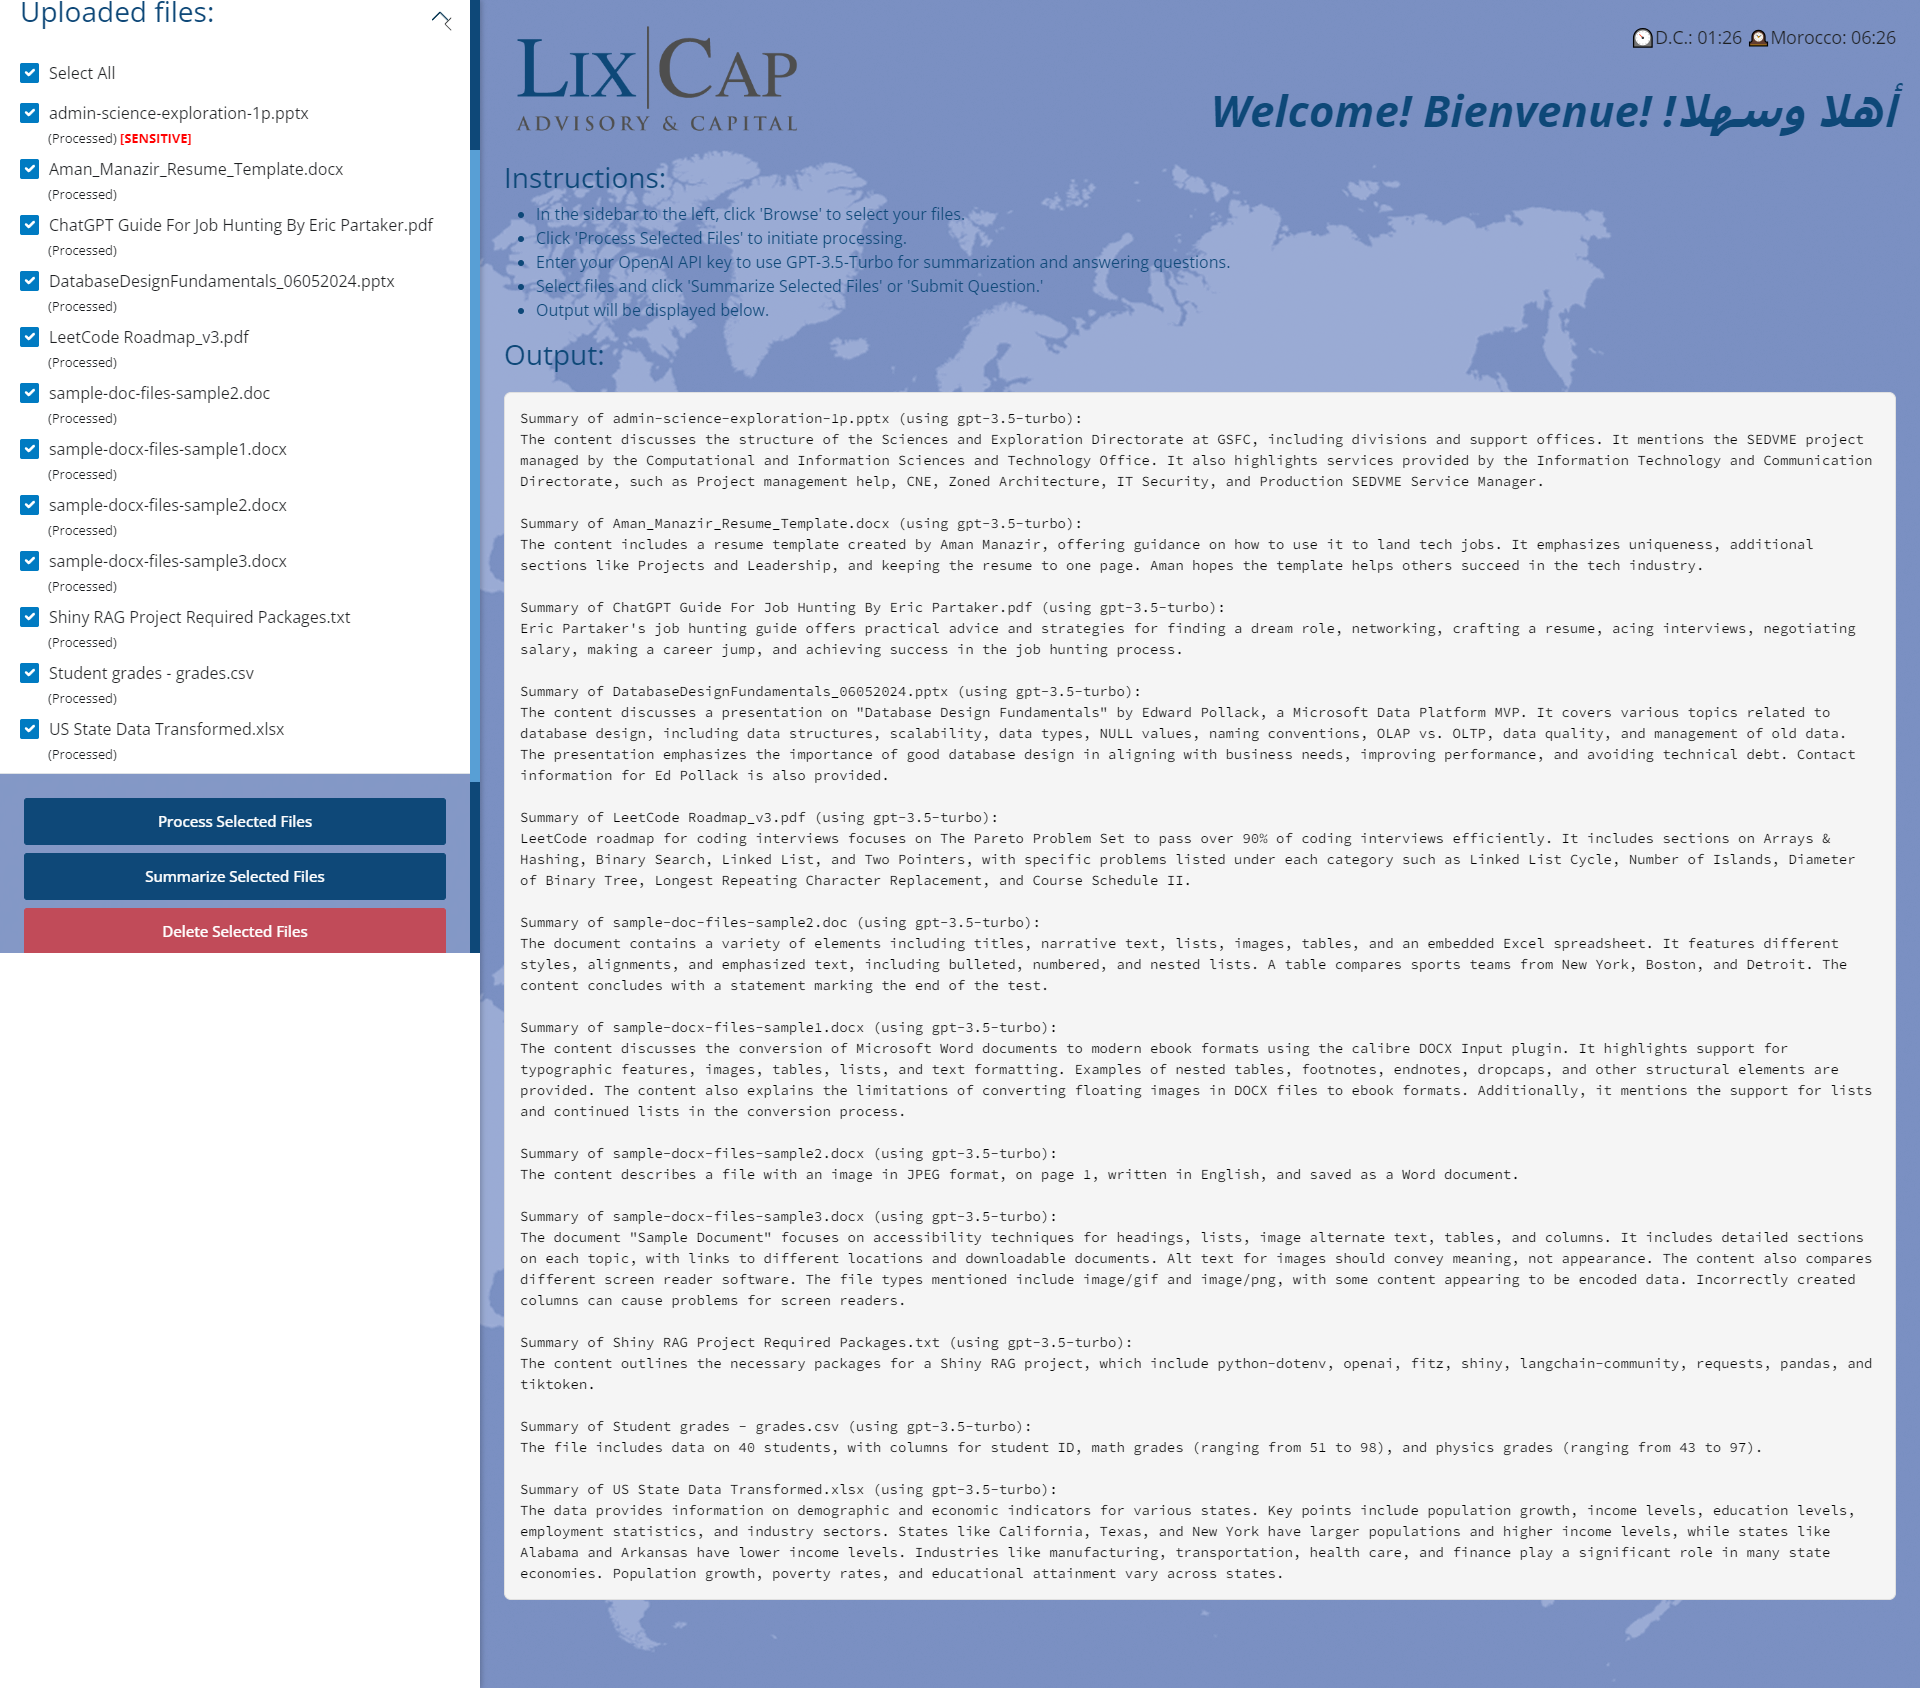 Uploaded files:
Select All
admin-science-exploration-1p.pptx
(Processed) [SENSITIVE]
Aman_Manazir_Resume_Template.docx
(Processed)
ChatGPT Guide For Job Hunting By Eric Partaker.pdf
(Processed)
DatabaseDesignFundamentals_06052024.pptx
(Processed)
LeetCode Roadmap_v3.pdf
(Processed)
sample-doc-files-sample2.doc
(Processed)
sample-docx-files-sample1.docx
(Processed)
sample-docx-files-sample2.docx
(Processed)
sample-docx-files-sample3.docx
(Processed)
Shiny RAG Project Required Packages.txt
(Processed)
Student grades - grades.csv
(Processed)
US State Data Transformed.xlsx
(Processed)
Process Selected Files
Summarize Selected Files
Delete Selected Files
LIX CAP
ADVISORY & CAPITAL
D.C.: 01:26 Morocco: 06:26
Welcome! Bienvenue! !أهلا وسهلا
Instructions:
• In the sidebar to the left, click 'Browse' to select your files.
• Click 'Process Selected Files' to initiate processing.
• Enter your OpenAI API key to use GPT-3.5-Turbo for summarization and answering questions.
• Select files and click 'Summarize Selected Files' or 'Submit Question.'
• Output will be displayed below.
Output:
Summary of admin-science-exploration-1p.pptx (using gpt-3.5-turbo):
The content discusses the structure of the Sciences and Exploration Directorate at GSFC, including divisions and support offices. It mentions the SEDVME project
managed by the Computational and Information Sciences and Technology Office. It also highlights services provided by the Information Technology and Communication
Directorate, such as Project management help, CNE, Zoned Architecture, IT Security, and Production SEDVME Service Manager.
Summary of Aman_Manazir_Resume_Template.docx (using gpt-3.5-turbo):
The content includes a resume template created by Aman Manazir, offering guidance on how to use it to land tech jobs. It emphasizes uniqueness, additional
sections like Projects and Leadership, and keeping the resume to one page. Aman hopes the template helps others succeed in the tech industry.
Summary of ChatGPT Guide For Job Hunting By Eric Partaker.pdf (using gpt-3.5-turbo):
Eric Partaker's job hunting guide offers practical advice and strategies for finding a dream role, networking, crafting a resume, acing interviews, negotiating
salary, making a career jump, and achieving success in the job hunting process.
Summary of DatabaseDesignFundamentals_06052024.pptx (using gpt-3.5-turbo):
The content discusses a presentation on "Database Design Fundamentals" by Edward Pollack, a Microsoft Data Platform MVP. It covers various topics related to
database design, including data structures, scalability, data types, NULL values, naming conventions, OLAP vs. OLTP, data quality, and management of old data.
The presentation emphasizes the importance of good database design in aligning with business needs, improving performance, and avoiding technical debt. Contact
information for Ed Pollack is also provided.
Summary of LeetCode Roadmap_v3.pdf (using gpt-3.5-turbo):
LeetCode roadmap for coding interviews focuses on The Pareto Problem Set to pass over 90% of coding interviews efficiently. It includes sections on Arrays &
Hashing, Binary Search, Linked List, and Two Pointers, with specific problems listed under each category such as Linked List Cycle, Number of Islands, Diameter
of Binary Tree, Longest Repeating Character Replacement, and Course Schedule II.
Summary of sample-doc-files-sample2.doc (using gpt-3.5-turbo):
The document contains a variety of elements including titles, narrative text, lists, images, tables, and an embedded Excel spreadsheet. It features different
styles, alignments, and emphasized text, including bulleted, numbered, and nested lists. A table compares sports teams from New York, Boston, and Detroit. The
content concludes with a statement marking the end of the test.
Summary of sample-docx-files-sample1.docx (using gpt-3.5-turbo):
The content discusses the conversion of Microsoft Word documents to modern ebook formats using the calibre DOCX Input plugin. It highlights support for
typographic features, images, tables, lists, and text formatting. Examples of nested tables, footnotes, endnotes, dropcaps, and other structural elements are
provided. The content also explains the limitations of converting floating images in DOCX files to ebook formats. Additionally, it mentions the support for lists
and continued lists in the conversion process.
Summary of sample-docx-files-sample2.docx (using gpt-3.5-turbo):
The content describes a file with an image in JPEG format, on page 1, written in English, and saved as a Word document.
Summary of sample-docx-files-sample3.docx (using gpt-3.5-turbo):
The document "Sample Document" focuses on accessibility techniques for headings, lists, image alternate text, tables, and columns. It includes detailed sections
on each topic, with links to different locations and downloadable documents. Alt text for images should convey meaning, not appearance. The content also compares
different screen reader software. The file types mentioned include image/gif and image/png, with some content appearing to be encoded data. Incorrectly created
columns can cause problems for screen readers.
Summary of Shiny RAG Project Required Packages.txt (using gpt-3.5-turbo):
The content outlines the necessary packages for a Shiny RAG project, which include python-dotenv, openai, fitz, shiny, langchain-community, requests, pandas, and
tiktoken.
Summary of Student grades - grades.csv (using gpt-3.5-turbo):
The file includes data on 40 students, with columns for student ID, math grades (ranging from 51 to 98), and physics grades (ranging from 43 to 97).
Summary of US State Data Transformed.xlsx (using gpt-3.5-turbo):
The data provides information on demographic and economic indicators for various states. Key points include population growth, income levels, education levels,
employment statistics, and industry sectors. States like California, Texas, and New York have larger populations and higher income levels, while states like
Alabama and Arkansas have lower income levels. Industries like manufacturing, transportation, health care, and finance play a significant role in many state
economies. Population growth, poverty rates, and educational attainment vary across states.